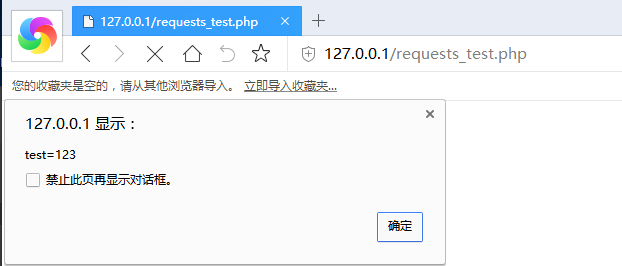 127.0.0.1/requests_test.php
127.0.0.1/requests_test.php
您的收藏夹是空的，请从其他浏览器导入。 立即导入收藏夹...
127.0.0.1 显示：
test=123
禁止此页再显示对话框。
确定